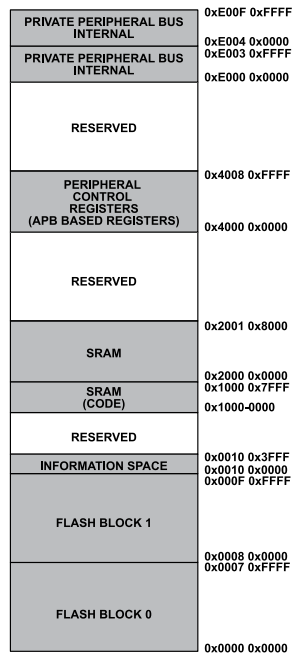 0xE00F 0xFFFF
PRIVATE PERIPHERAL BUS
INTERNAL
0xE004 0x0000
0xE003 0xFFFF
PRIVATE PERIPHERAL BUS
INTERNAL
0xE000 0x0000
RESERVED
0x4008 0xFFFF
PERIPHERAL
CONTROL
REGISTERS
(APB BASED REGISTERS)
0x4000 0x0000
RESERVED
0x2001 0x8000
SRAM
0x2000 0x0000
0x1000 0x7FFF
SRAM
(CODE)
0x1000-0000
RESERVED
0x0010 0x3FFF
INFORMATION SPACE
0x0010 0x0000
0x000F 0xFFFF
FLASH BLOCK 1
0x0008 0x0000
0x0007 0xFFFF
FLASH BLOCK 0
0x0000 0x0000